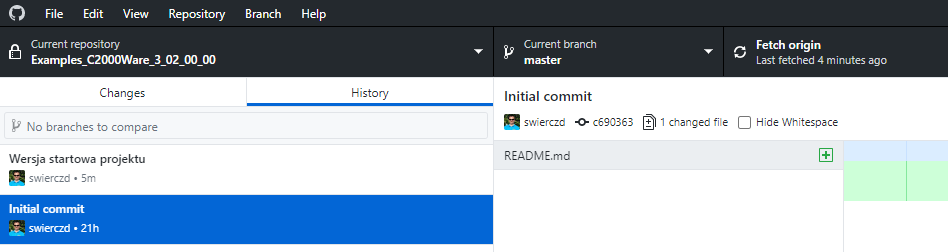 File Edit View Repository Branch Help
Current repository
Examples_C2000Ware_3_02_00_00
Current branch
master
Fetch origin
Last fetched 4 minutes ago
Changes
History
No branches to compare
Wersja startowa projektu
swierczd • 5m
Initial commit
swierczd • 21h
Initial commit
swierczd c690363 1 changed file Hide Whitespace
README.md